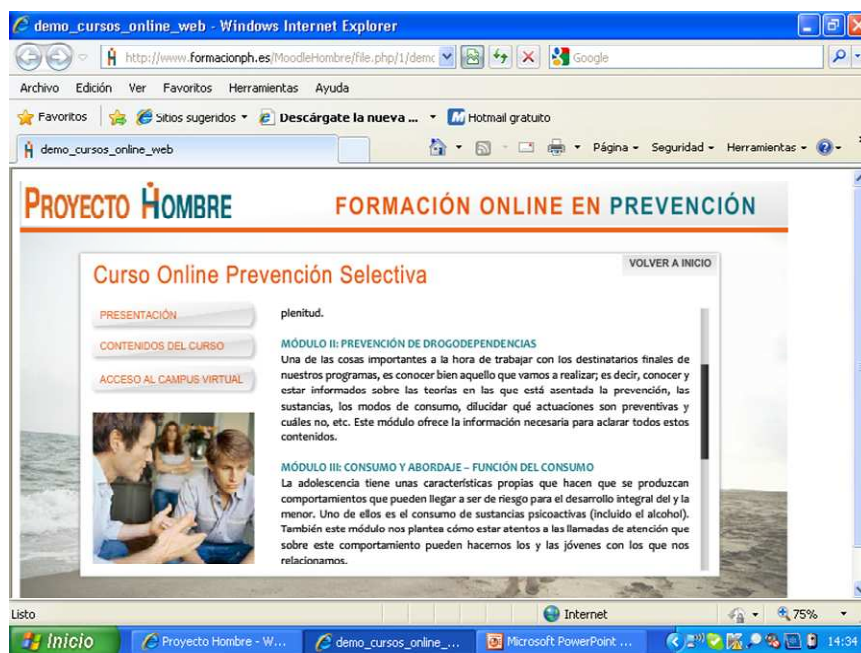 demo_cursos_online_web - Windows Internet Explorer
http://www.formacionph.es/MoodleHombre/file.php/1/demc
Google
Archivo Edición Ver Favoritos Herramientas Ayuda
Favoritos Sitios sugeridos Descárgate la nueva ... Hotmail gratuito
demo_cursos_online_web Página Seguridad Herramientas
PROYECTO HOMBRE FORMACIÓN ONLINE EN PREVENCIÓN
VOLVER A INICIO
Curso Online Prevención Selectiva
PRESENTACIÓN
CONTENIDOS DEL CURSO
ACCESO AL CAMPUS VIRTUAL
plenitud.
MÓDULO II: PREVENCIÓN DE DROGODEPENDENCIAS
Una de las cosas importantes a la hora de trabajar con los destinatarios finales de
nuestros programas, es conocer bien aquello que vamos a realizar; es decir, conocer y
estar informados sobre las teorías en las que está asentada la prevención, las
sustancias, los modos de consumo, dilucidar qué actuaciones son preventivas y
cuáles no, etc. Este módulo ofrece la información necesaria para aclarar todos estos
contenidos.
MÓDULO III: CONSUMO Y ABORDAJE – FUNCIÓN DEL CONSUMO
La adolescencia tiene unas características propias que hacen que se produzcan
comportamientos que pueden llegar a ser de riesgo para el desarrollo integral del y la
menor. Uno de ellos es el consumo de sustancias psicoactivas (incluido el alcohol).
También este módulo nos plantea cómo estar atentos a las llamadas de atención que
sobre este comportamiento pueden hacernos los y las jóvenes con los que nos
relacionamos.
Listo Internet 75%
Inicio Proyecto Hombre - W... demo_cursos_online_... Microsoft PowerPoint ... 14:34